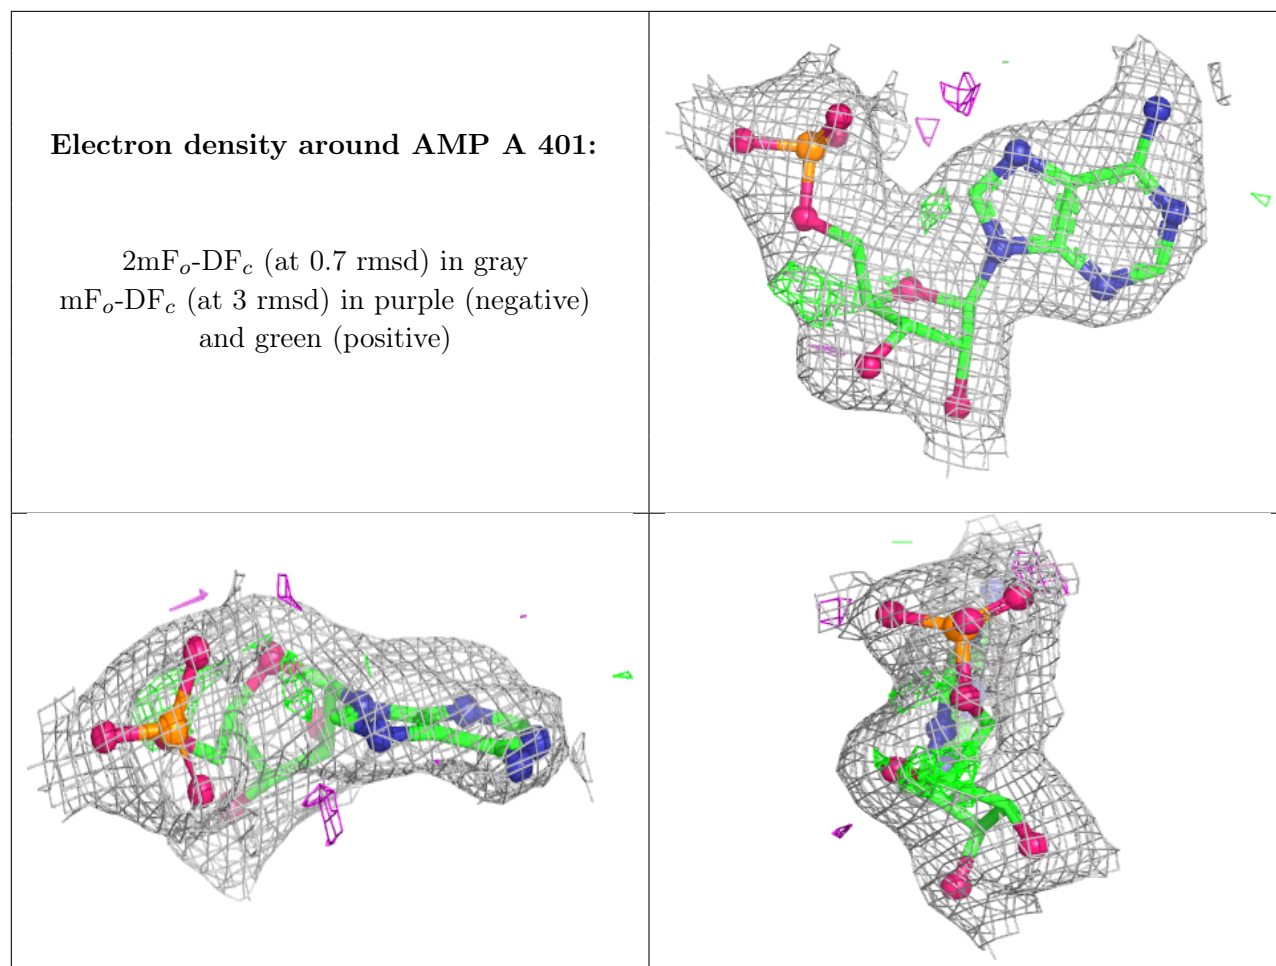 Electron density around AMP A 401:
2mFo-DFc (at 0.7 rmsd) in gray
mFo-DFc (at 3 rmsd) in purple (negative)
and green (positive)